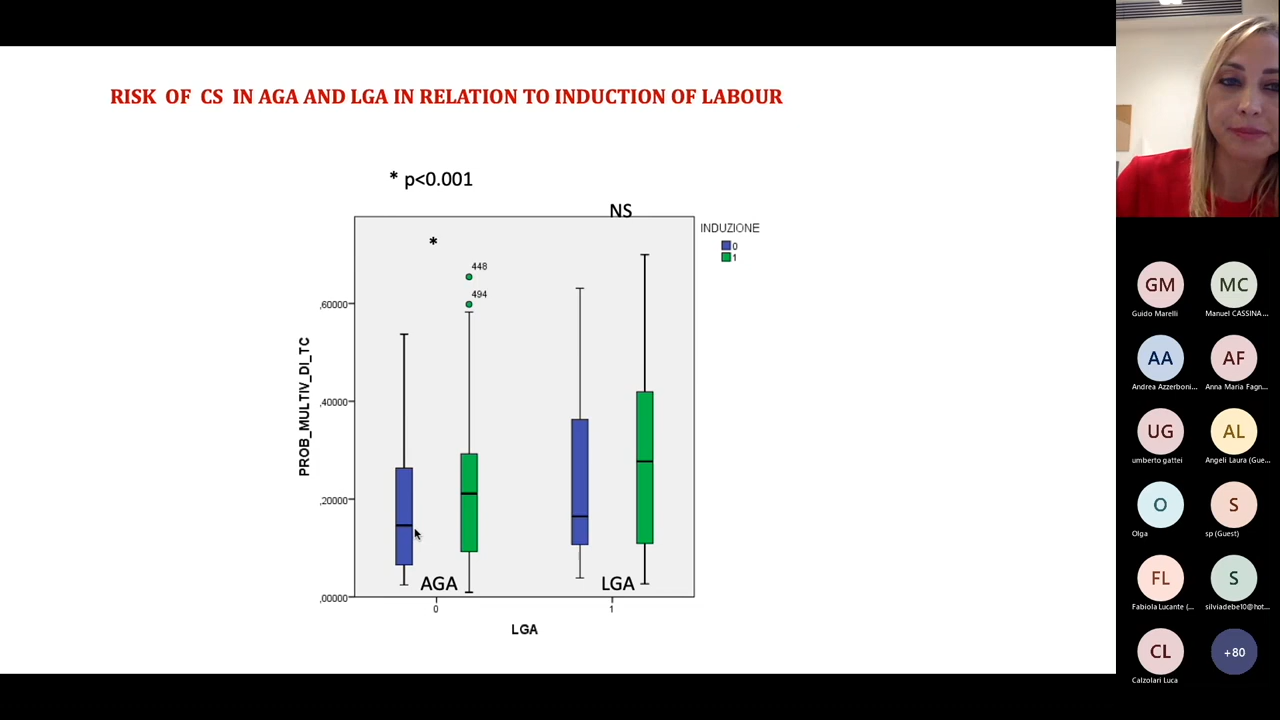 RISK OF CS IN AGA AND LGA IN RELATION TO INDUCTION OF LABOUR
* p<0.001
NS
*
INDUZIONE
0
1
448
494
,60000
,40000
,20000
,00000
PROB_MULTIV_DI_TC
AGA
LGA
0
1
LGA
GM
MC
Guido Marelli
Manuel CASSINA...
AA
AF
Andrea Azzerboni...
Anna Maria Fagn...
UG
AL
umberto gattei
Angeli Laura (Gue...
O
S
Olga
sp (Guest)
FL
S
Fabiola Lucante (...
silviadebe10@hot...
CL
+80
Calzolari Luca